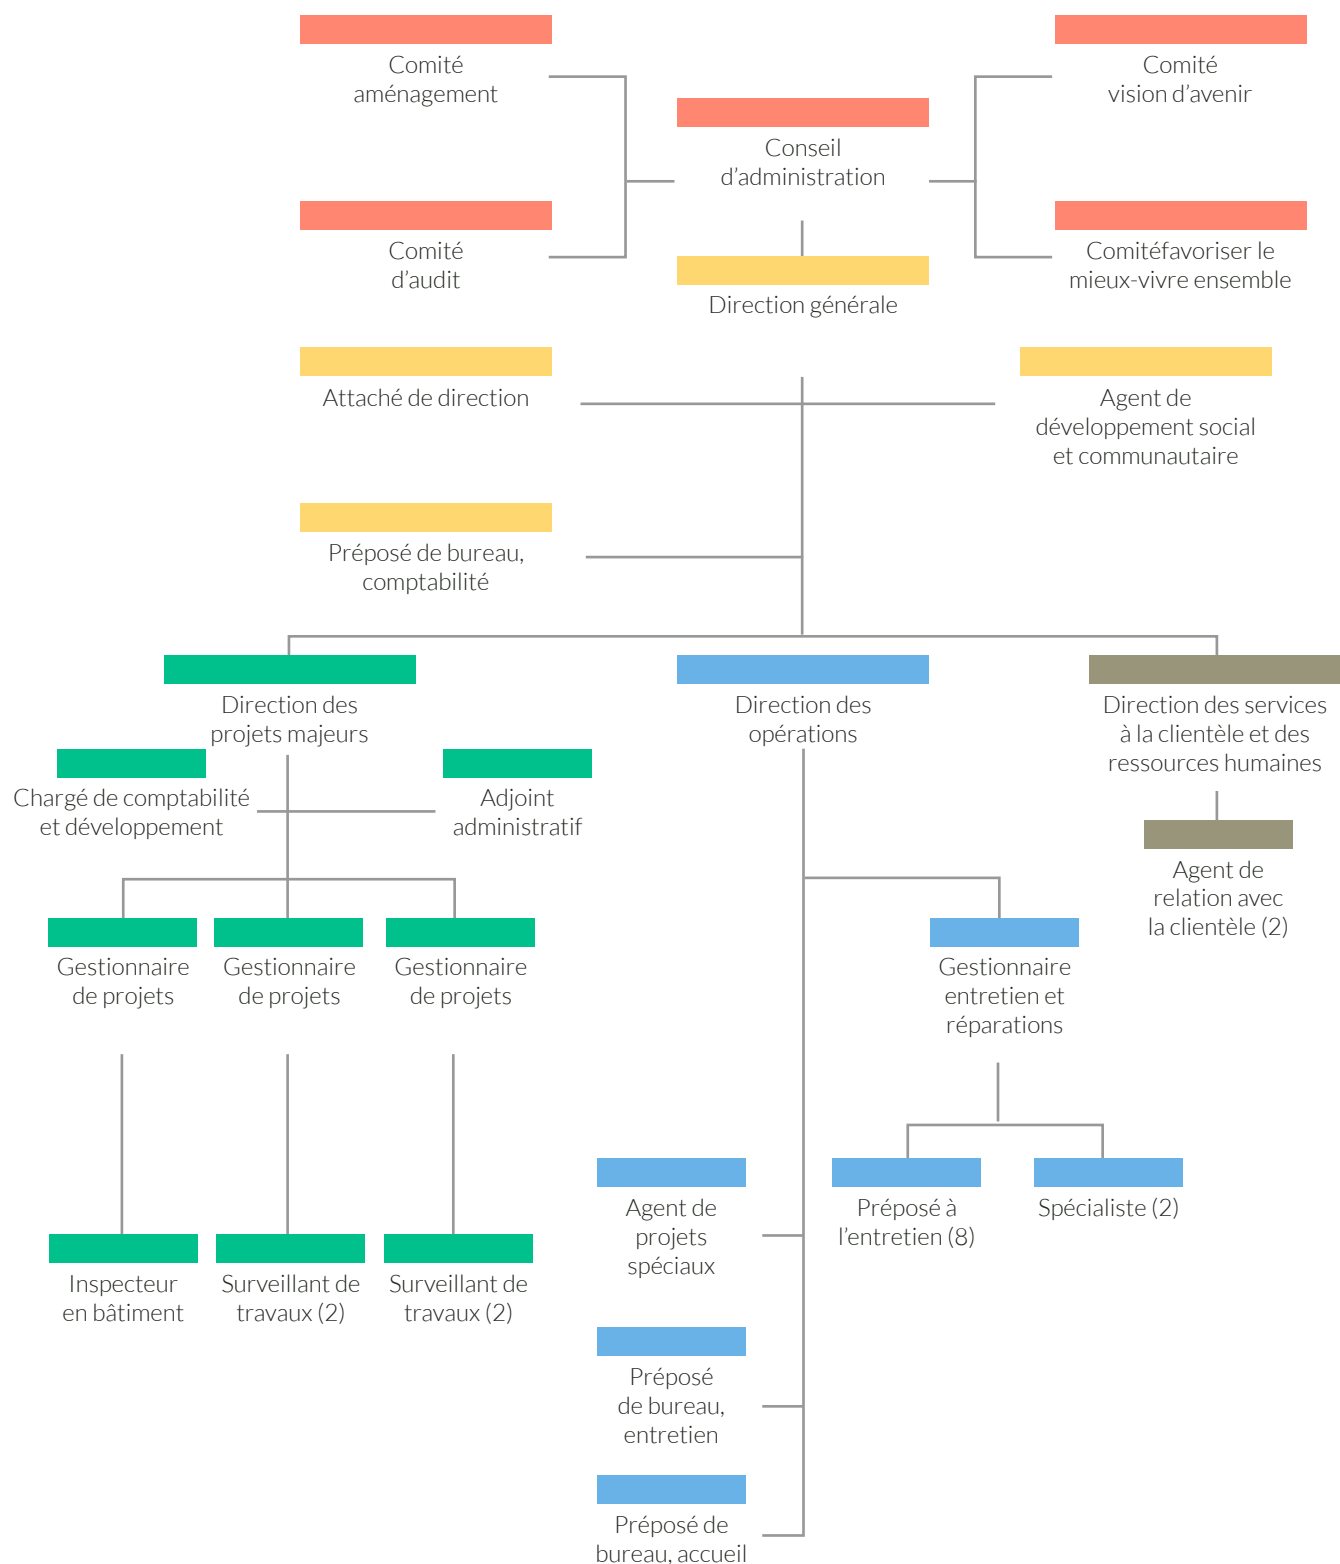 Comité
aménagement
Comité
vision d’avenir
Conseil
d’administration
Comité
d’audit
Comitéfavoriser le
mieux-vivre ensemble
Direction générale
Attaché de direction
Agent de
développement social
et communautaire
Préposé de bureau,
comptabilité
Direction des
projets majeurs
Direction des
opérations
Direction des services
à la clientèle et des
ressources humaines
Chargé de comptabilité
et développement
Adjoint
administratif
Agent de
relation avec
la clientèle (2)
Gestionnaire
de projets
Gestionnaire
de projets
Gestionnaire
de projets
Gestionnaire
entretien et
réparations
Agent de
projets
spéciaux
Préposé à
l’entretien (8)
Spécialiste (2)
Inspecteur
en bâtiment
Surveillant de
travaux (2)
Surveillant de
travaux (2)
Préposé
de bureau,
entretien
Préposé de
bureau, accueil